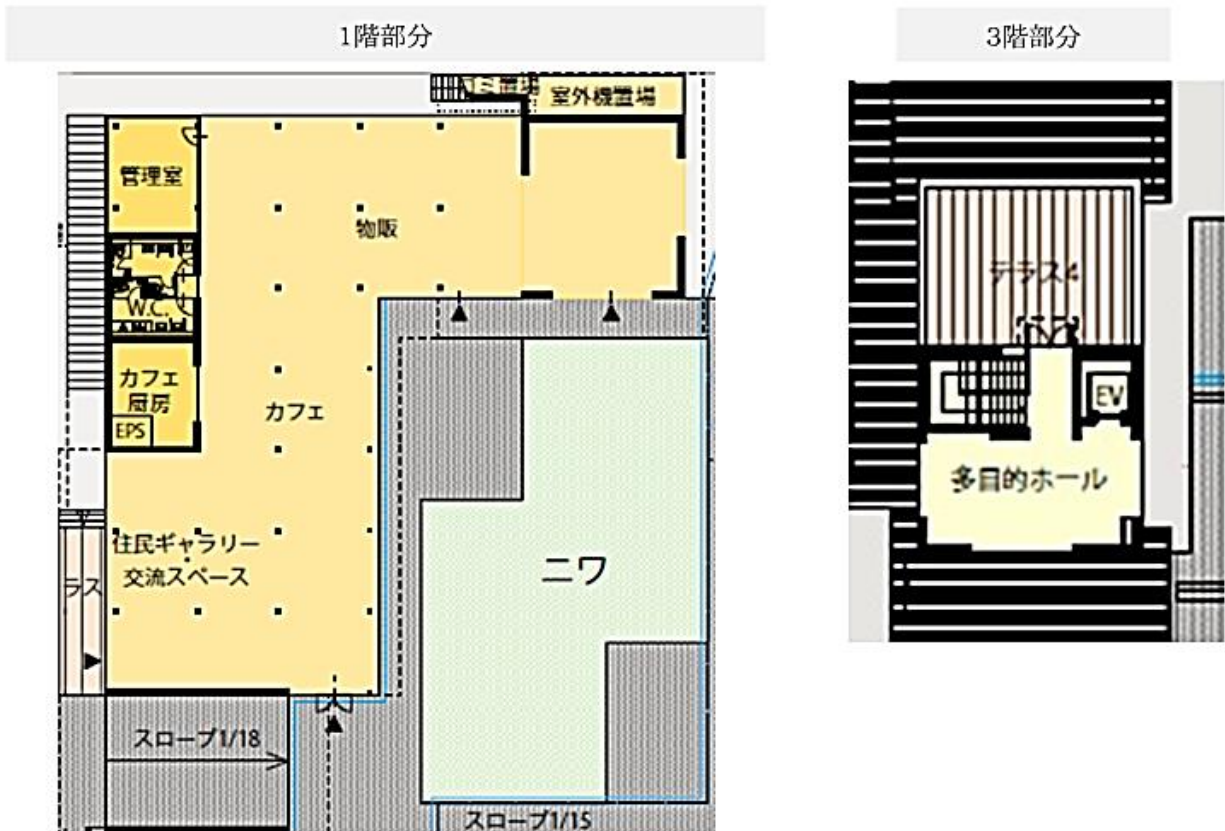 1階部分
3階部分
室外機置場
管理室
物販
W.C.
カフェ
厨房
EPS
カフェ
住民ギャラリー
交流スペース
ラス
ニワ
スロープ1/18
スロープ1/15
テラス4
EV
多目的ホール